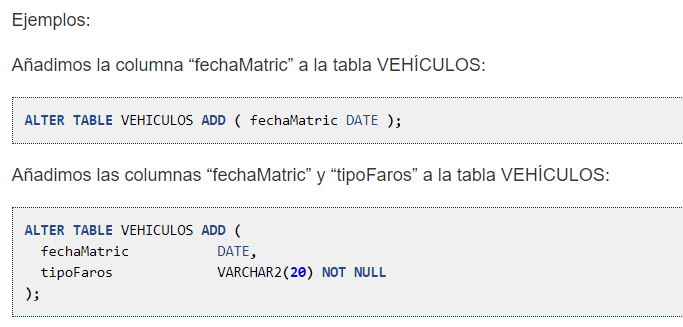 Ejemplos:
Añadimos la columna “fechaMatric” a la tabla VEHÍCULOS:
ALTER TABLE VEHICULOS ADD ( fechaMatric DATE );
Añadimos las columnas “fechaMatric” y “tipoFaros” a la tabla VEHÍCULOS:
ALTER TABLE VEHICULOS ADD (
  fechaMatric           DATE,
  tipoFaros             VARCHAR2(20) NOT NULL
);